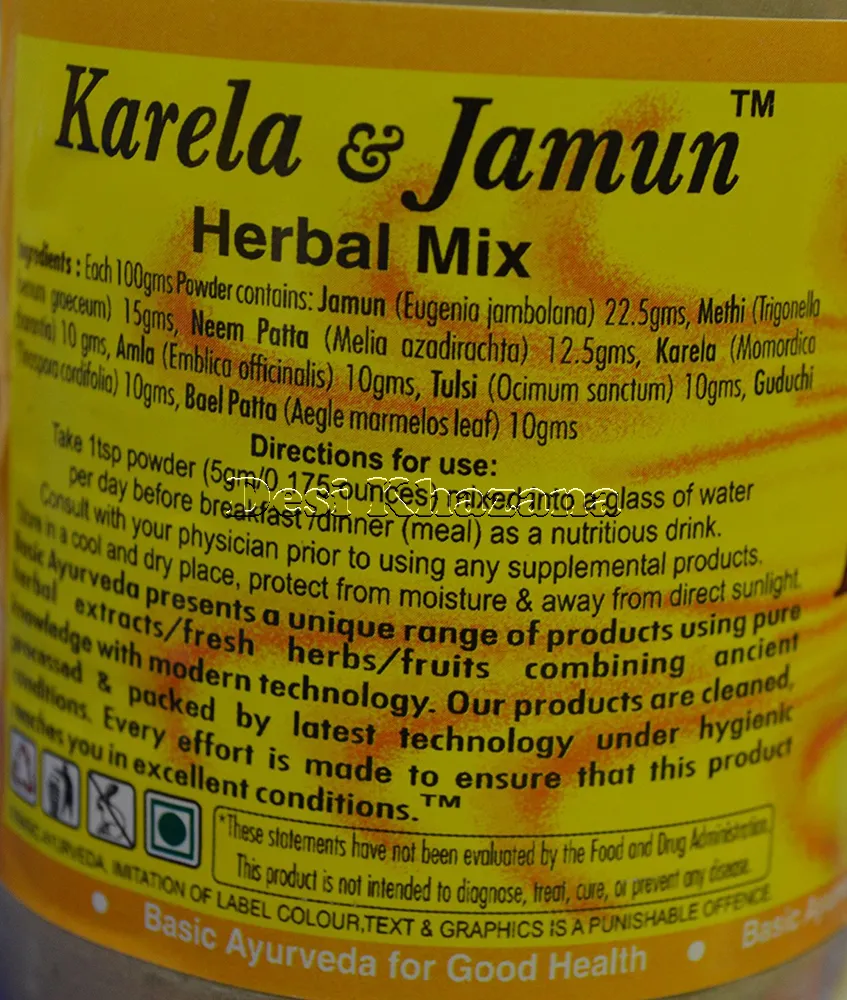 Karela & Jamun™
Herbal Mix
Ingredients : Each 100gms Powder contains: Jamun (Eugenia jambolana) 22.5gms, Methi (Trigonella
foenum groeceum) 15gms, Neem Patta (Melia azadirachta) 12.5gms, Karela (Momordica
charantia) 10 gms, Amla (Emblica officinalis) 10gms, Tulsi (Ocimum sanctum) 10gms, Guduchi
cordifolia) 10gms, Bael Patta (Aegle marmelos leaf) 10gms
Directions for use:
Take 1tsp powder (5gm/0.175 ounces) mixed into a glass of water
per day before breakfast /dinner (meal) as a nutritious drink.
Consult with your physician prior to using any supplemental products.
Store in a cool and dry place, protect from moisture & away from direct sunlight.
Basic Ayurveda presents a unique range of products using pure
herbal extracts/fresh herbs/fruits combining ancient
knowledge with modern technology. Our products are cleaned,
processed & packed by latest technology under hygienic
conditions. Every effort is made to ensure that this product
reaches you in excellent conditions.™
*These statements have not been evaluated by the Food and Drug Administration.
This product is not intended to diagnose, treat, cure, or prevent any disease.
AYURVEDA, IMITATION OF LABEL COLOUR,TEXT & GRAPHICS IS A PUNISHABLE OFFENCE
• Basic Ayurveda for Good Health • Basic
Desi Khazana